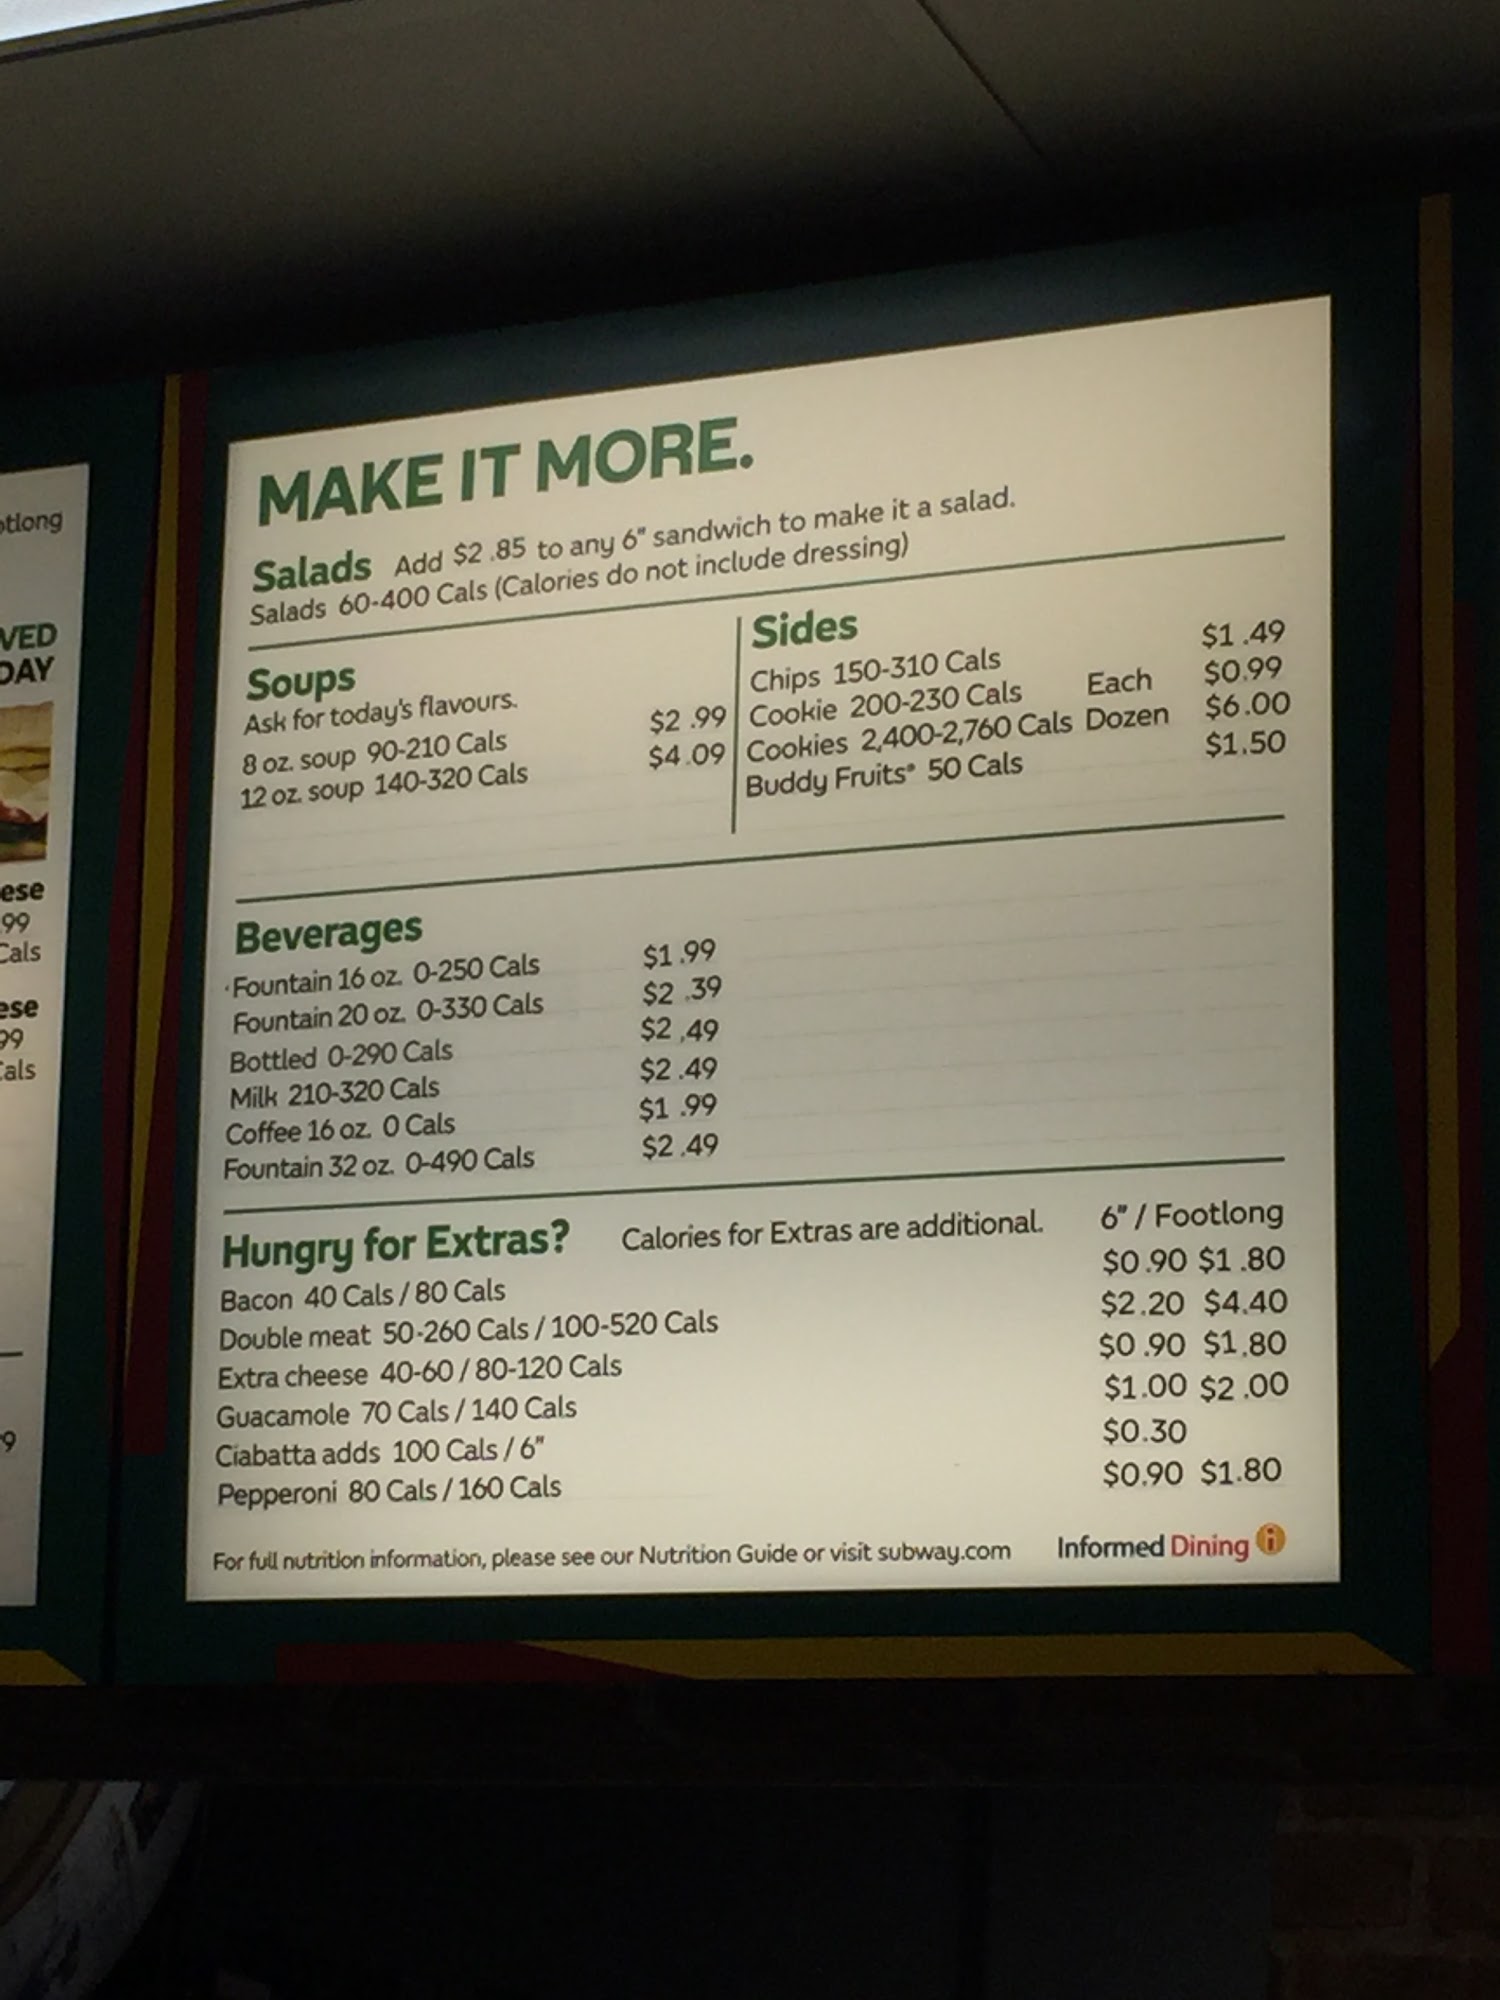 otlong
VED
DAY
ese
99
Cals
ese
99
Cals
9
MAKE IT MORE.
Salads Add $2.85 to any 6" sandwich to make it a salad.
Salads 60-400 Cals (Calories do not include dressing)
Soups
Ask for today's flavours.
8 oz. soup 90-210 Cals $2.99
12 oz. soup 140-320 Cals $4.09
Sides
Chips 150-310 Cals $1.49
Cookie 200-230 Cals Each $0.99
Cookies 2,400-2,760 Cals Dozen $6.00
Buddy Fruits® 50 Cals $1.50
Beverages
Fountain 16 oz. 0-250 Cals $1.99
Fountain 20 oz. 0-330 Cals $2.39
Bottled 0-290 Cals $2.49
Milk 210-320 Cals $2.49
Coffee 16 oz. 0 Cals $1.99
Fountain 32 oz. 0-490 Cals $2.49
Hungry for Extras? Calories for Extras are additional. 6" / Footlong
Bacon 40 Cals / 80 Cals $0.90 $1.80
Double meat 50-260 Cals / 100-520 Cals $2.20 $4.40
Extra cheese 40-60 / 80-120 Cals $0.90 $1.80
Guacamole 70 Cals / 140 Cals $1.00 $2.00
Ciabatta adds 100 Cals / 6" $0.30
Pepperoni 80 Cals / 160 Cals $0.90 $1.80
For full nutrition information, please see our Nutrition Guide or visit subway.com Informed Dining i